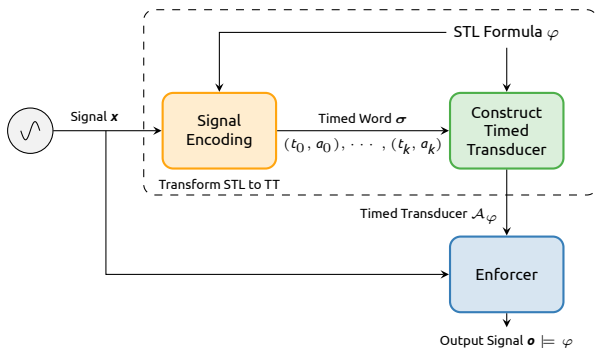 STL Formula φ
Signal x
Signal
Encoding
Timed Word σ
(t₀, a₀), · · · , (tₖ, aₖ)
Construct
Timed
Transducer
Transform STL to TT
Timed Transducer 𝒜φ
Enforcer
Output Signal o ⊨ φ